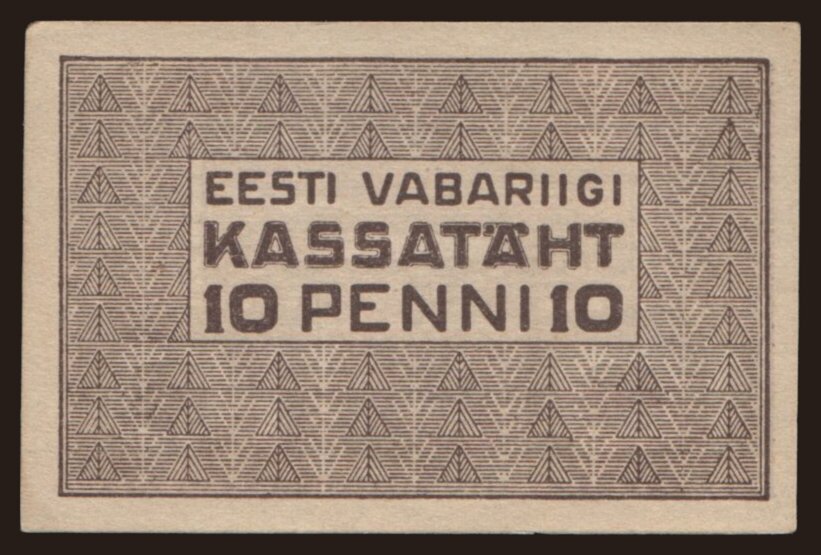 EESTI VABARIIGI
KASSATÄHT
10 PENNI 10